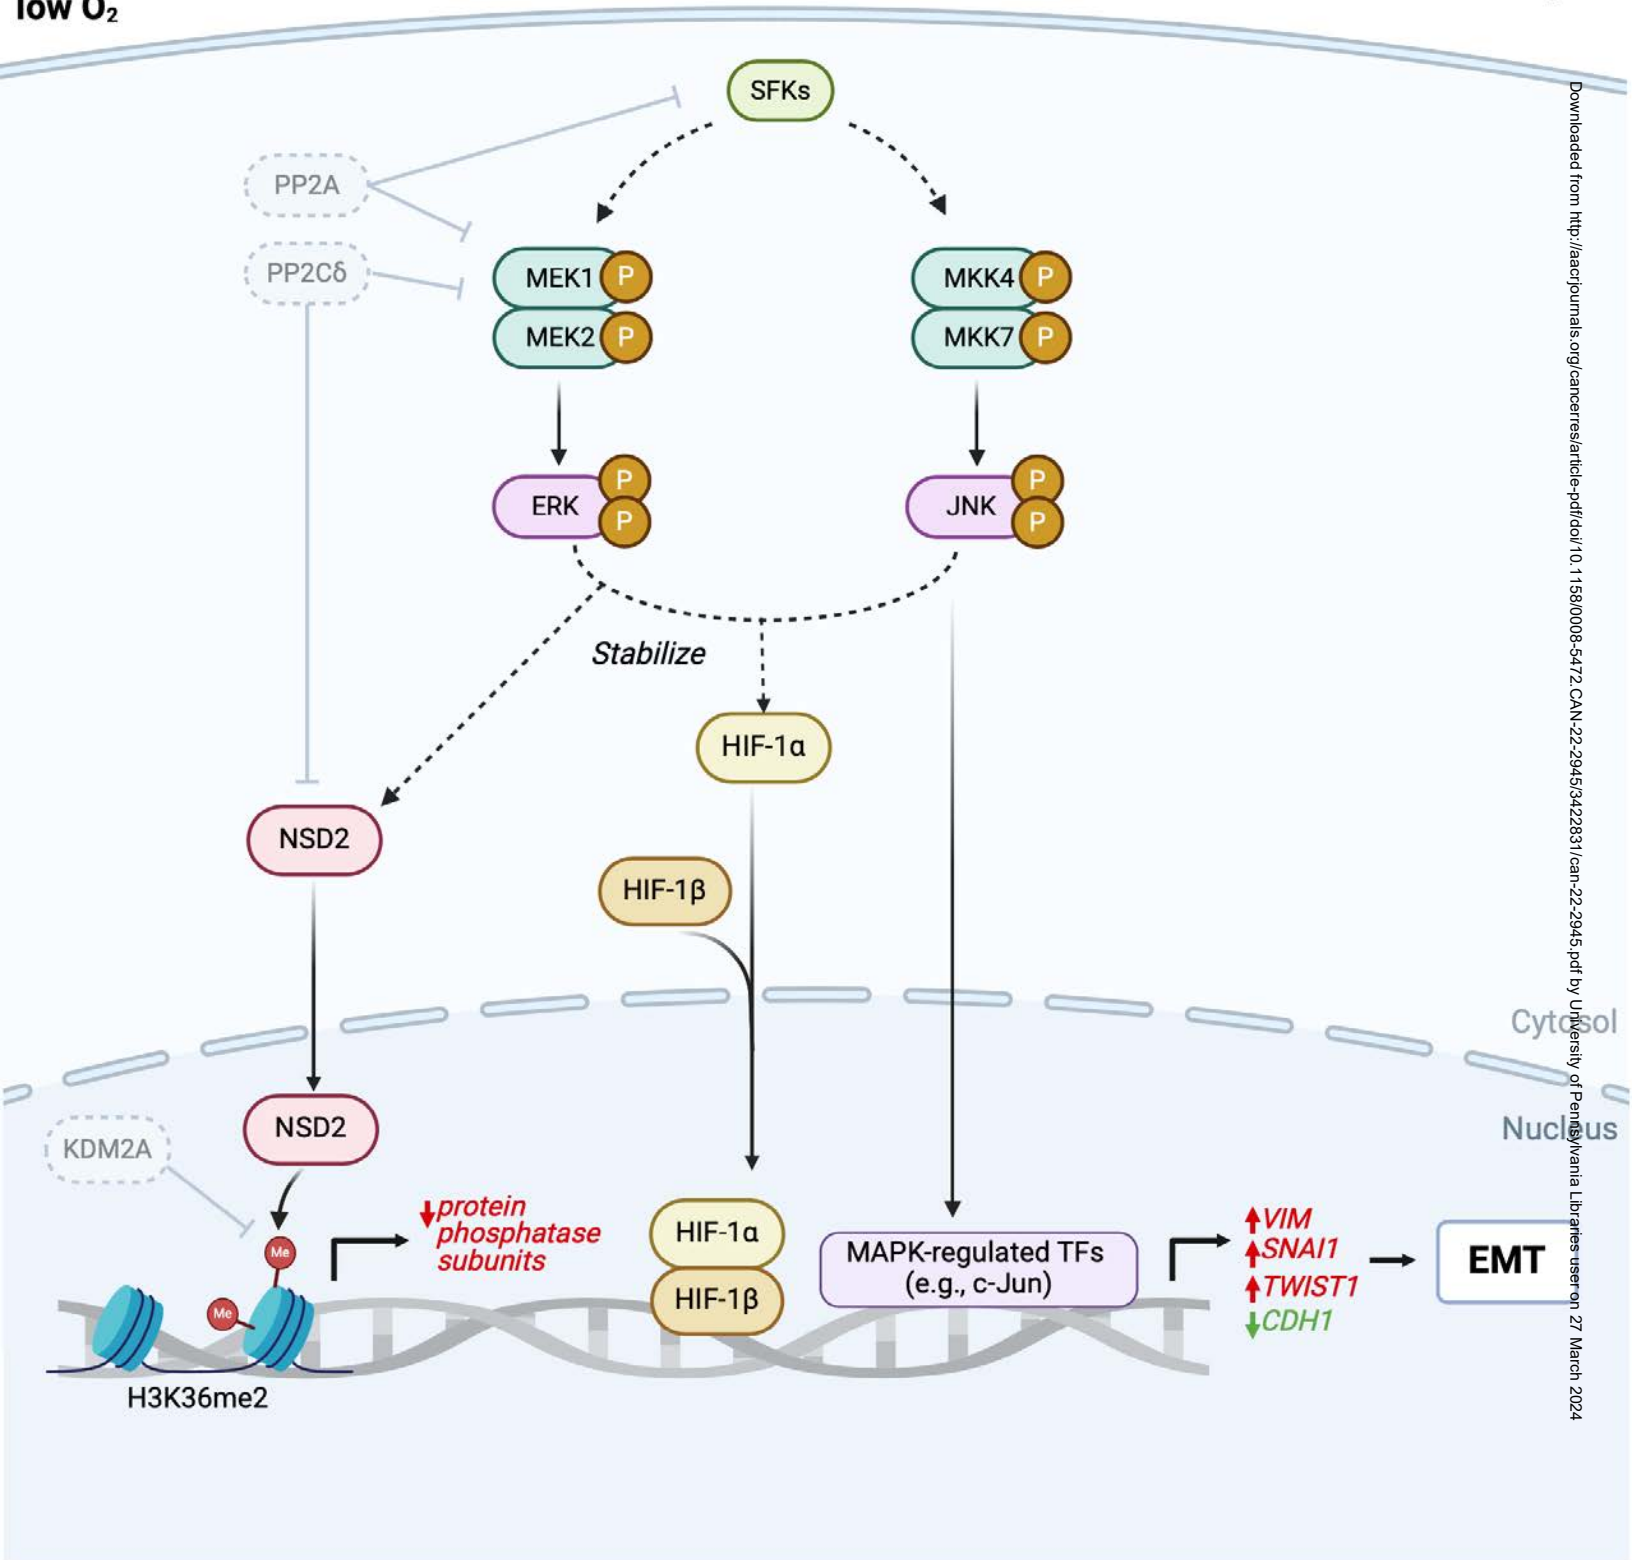 low O₂
SFKs
PP2A
PP2Cδ
MEK1 P
MEK2 P
MKK4 P
MKK7 P
ERK P P
JNK P P
Stabilize
HIF-1α
NSD2
HIF-1β
Cytosol
Nucleus
NSD2
KDM2A
Me
Me
H3K36me2
protein
phosphatase
subunits
HIF-1α
HIF-1β
MAPK-regulated TFs
(e.g., c-Jun)
VIM
SNAI1
TWIST1
CDH1
EMT
Downloaded from http://aacrjournals.org/cancerres/article-pdf/doi/10.1158/0008-5472.CAN-22-2945/3422831/can-22-2945.pdf by University of Pennsylvania Libraries user on 27 March 2024